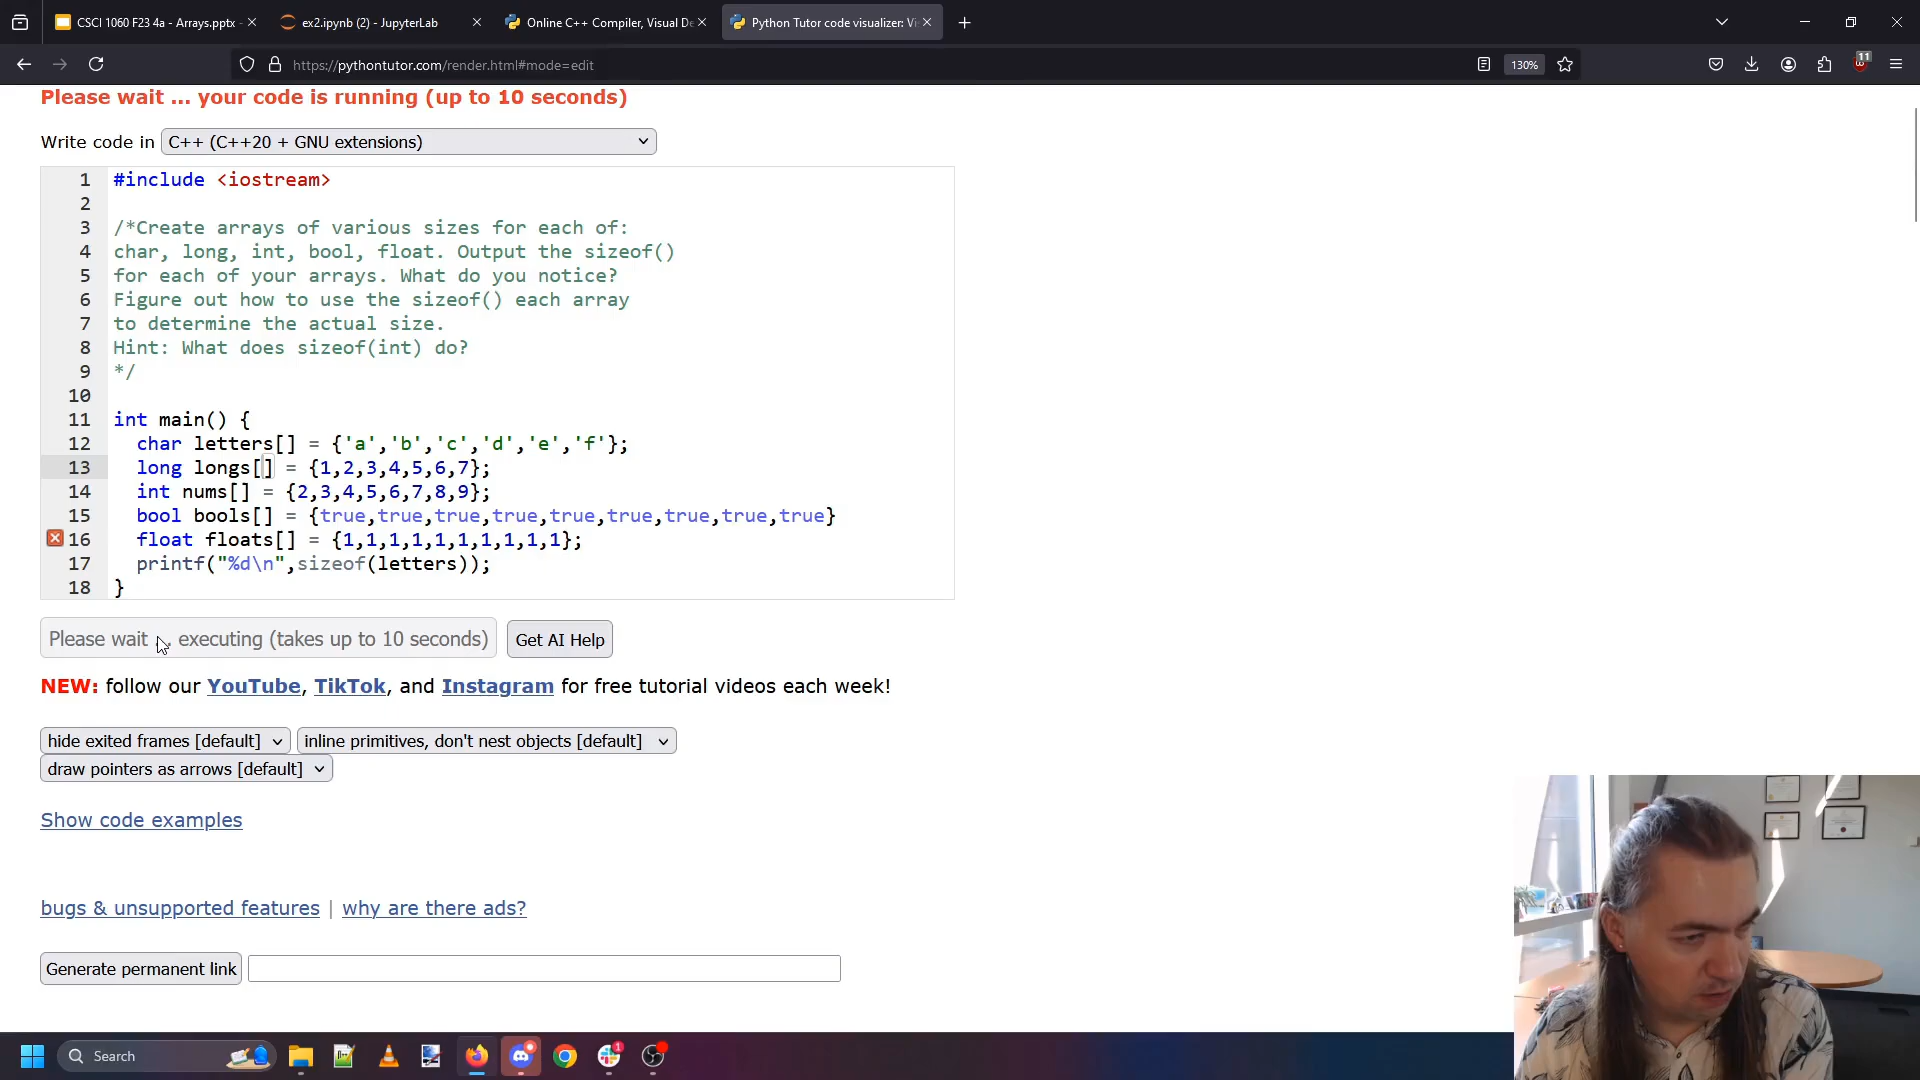 CSCI 1060 F23 4a - Arrays.pptx -
ex2.ipynb (2) - JupyterLab
Online C++ Compiler, Visual De
Python Tutor code visualizer: Vi
https://pythontutor.com/render.html#mode=edit
130%
11
Please wait ... your code is running (up to 10 seconds)
Write code in C++ (C++20 + GNU extensions)
1 #include <iostream>
2
3 /*Create arrays of various sizes for each of:
4 char, long, int, bool, float. Output the sizeof()
5 for each of your arrays. What do you notice?
6 Figure out how to use the sizeof() each array
7 to determine the actual size.
8 Hint: What does sizeof(int) do?
9 */
10
11 int main() {
12 char letters[] = {'a','b','c','d','e','f'};
13 long longs[] = {1,2,3,4,5,6,7};
14 int nums[] = {2,3,4,5,6,7,8,9};
15 bool bools[] = {true,true,true,true,true,true,true,true,true}
16 float floats[] = {1,1,1,1,1,1,1,1,1,1};
17 printf("%d\n",sizeof(letters));
18 }
Please wait ... executing (takes up to 10 seconds)
Get AI Help
NEW: follow our YouTube, TikTok, and Instagram for free tutorial videos each week!
hide exited frames [default]
inline primitives, don't nest objects [default]
draw pointers as arrows [default]
Show code examples
bugs & unsupported features | why are there ads?
Generate permanent link
Search
1